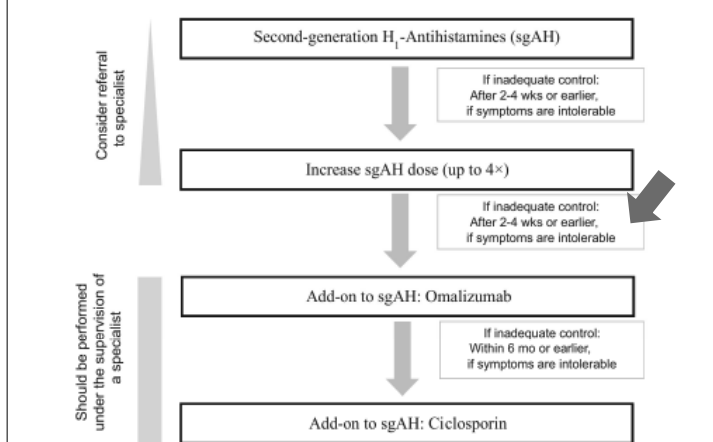 Second-generation H₁-Antihistamines (sgAH)
If inadequate control:
After 2-4 wks or earlier,
if symptoms are intolerable
Consider referral
to specialist
Increase sgAH dose (up to 4×)
If inadequate control:
After 2-4 wks or earlier,
if symptoms are intolerable
Add-on to sgAH: Omalizumab
If inadequate control:
Within 6 mo or earlier,
if symptoms are intolerable
Should be performed
under the supervision of
a specialist
Add-on to sgAH: Ciclosporin